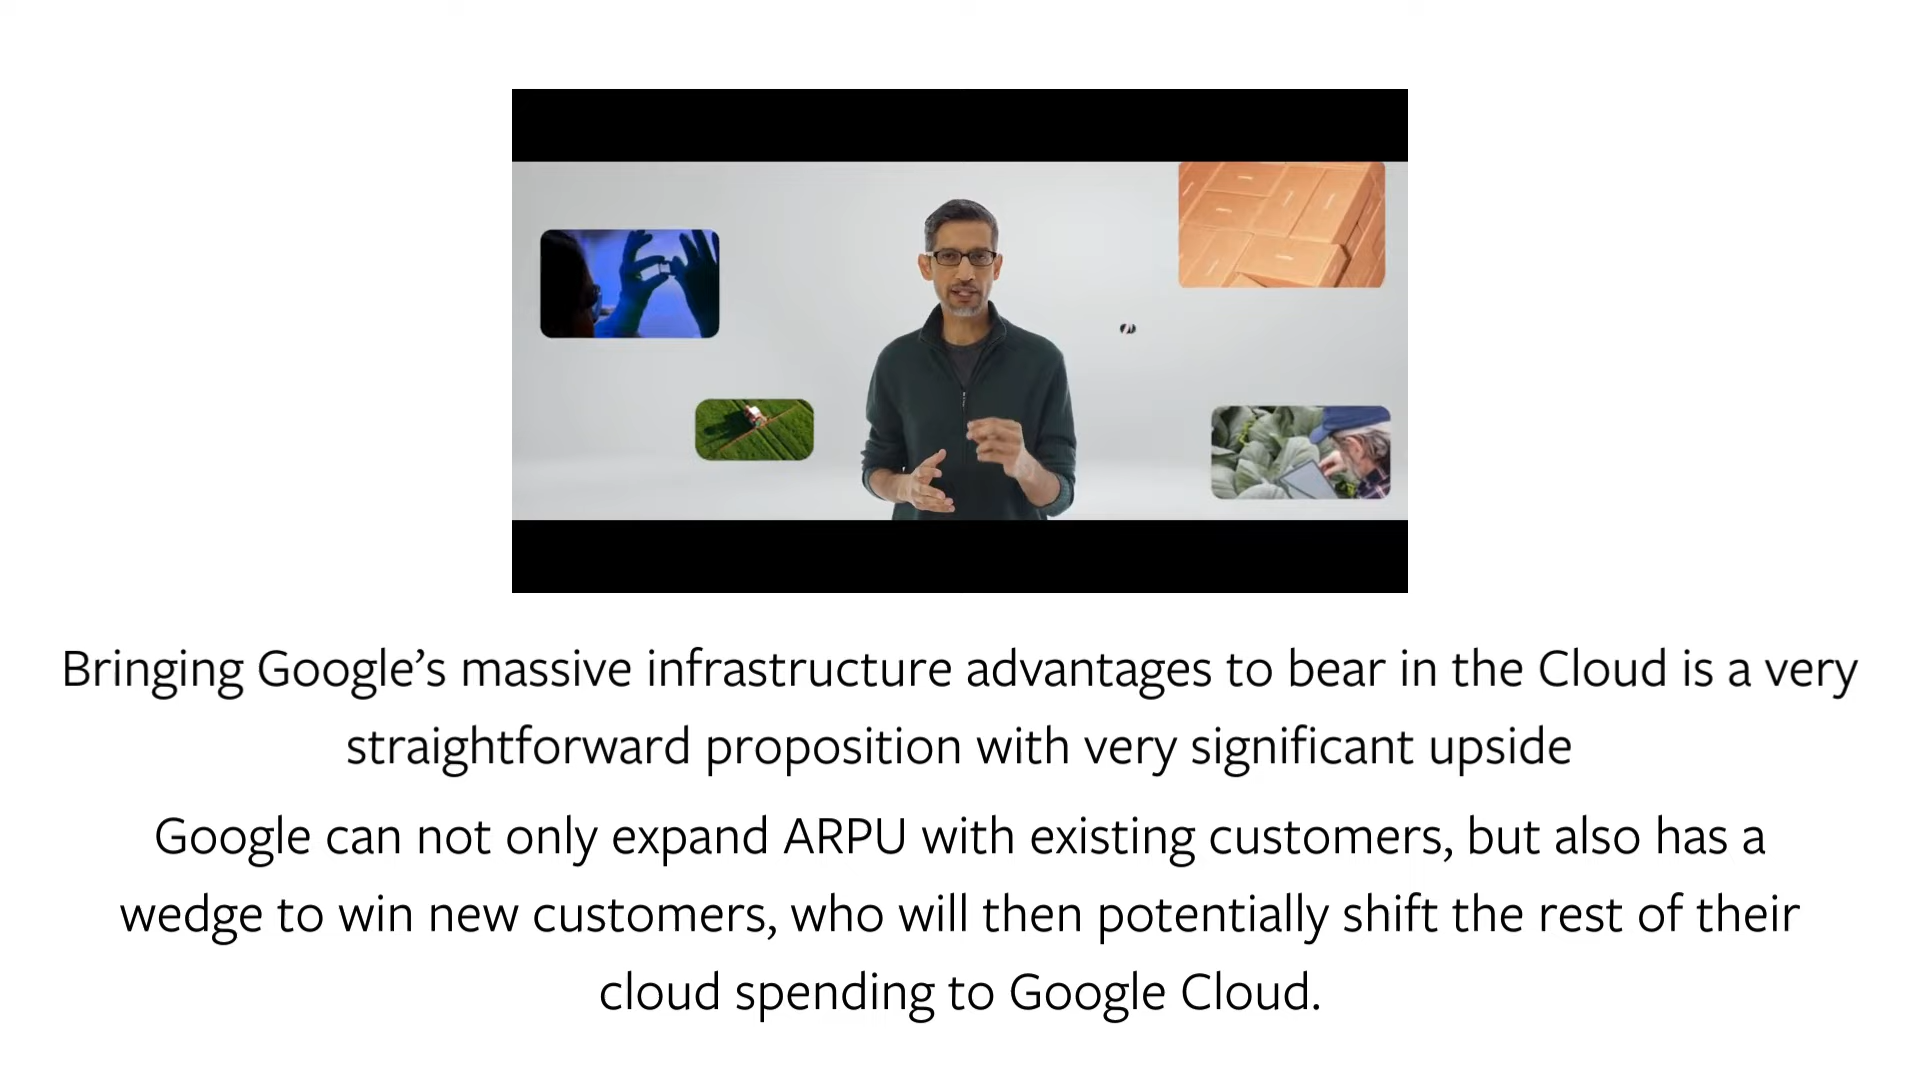 Bringing Google’s massive infrastructure advantages to bear in the Cloud is a very
straightforward proposition with very significant upside
Google can not only expand ARPU with existing customers, but also has a
wedge to win new customers, who will then potentially shift the rest of their
cloud spending to Google Cloud.